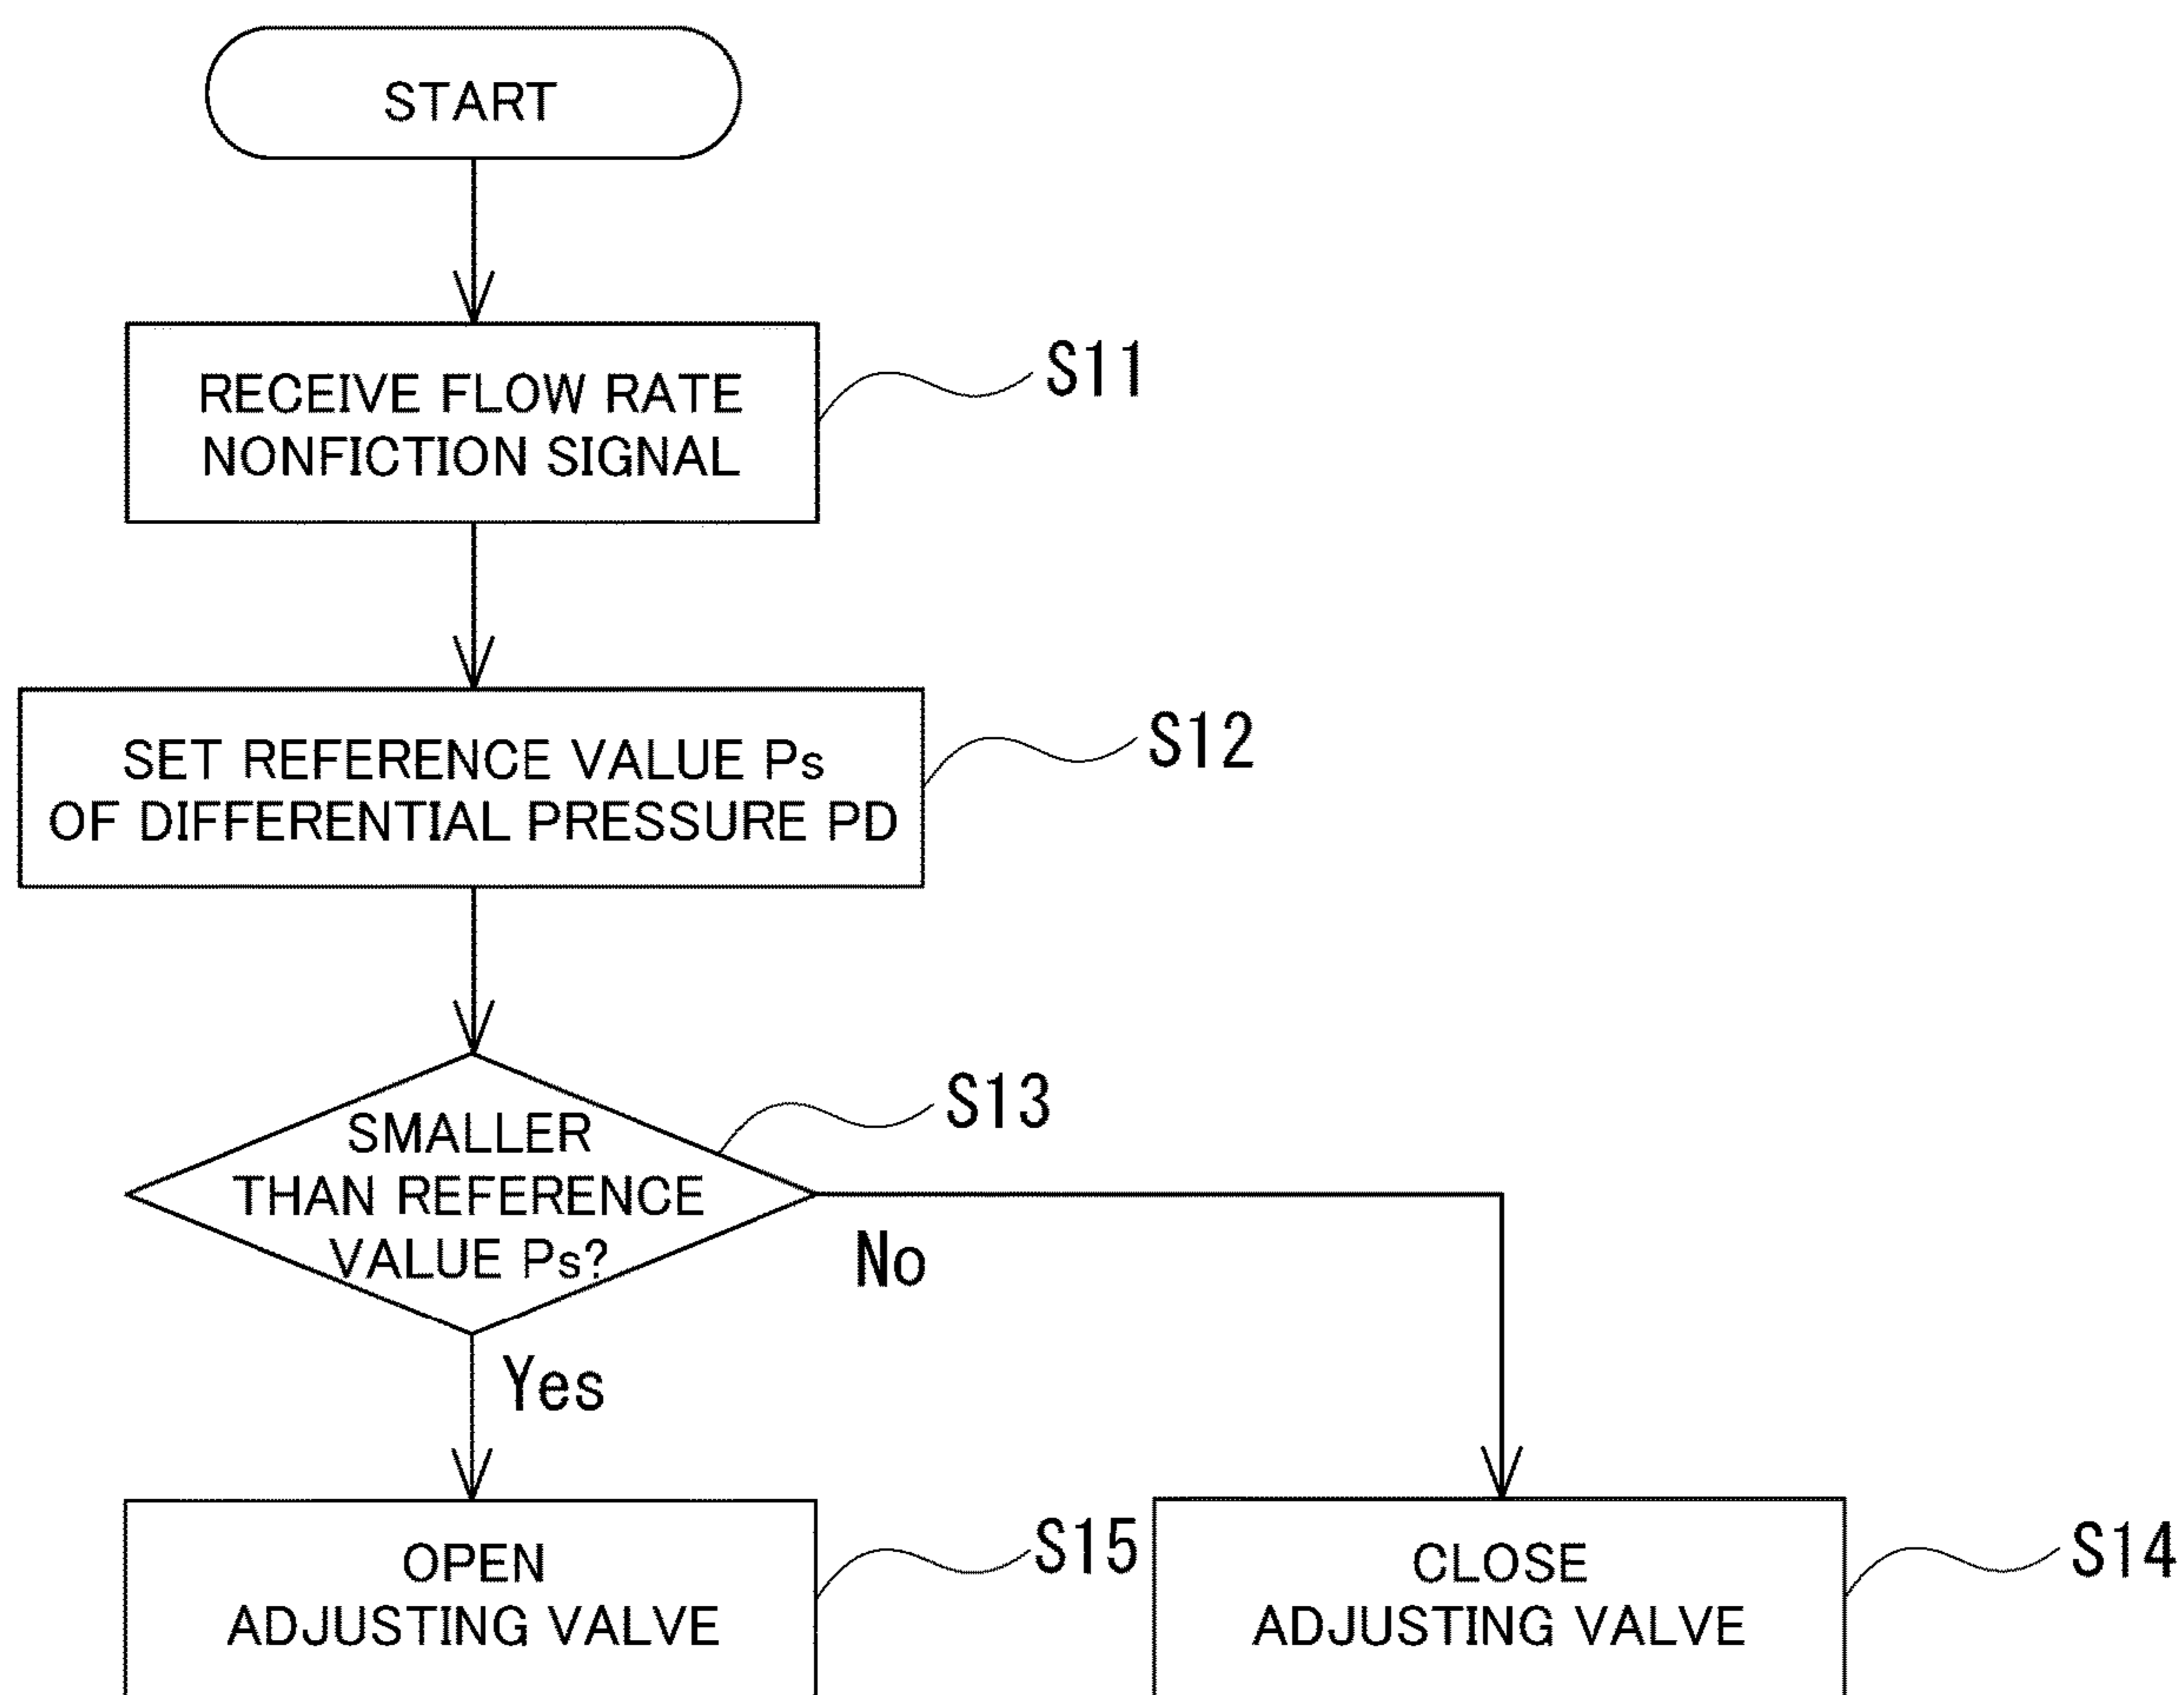 START
RECEIVE FLOW RATE
NONFICTION SIGNAL
S11
SET REFERENCE VALUE Ps
OF DIFFERENTIAL PRESSURE PD
S12
SMALLER
THAN REFERENCE
VALUE Ps?
S13
No
Yes
OPEN
ADJUSTING VALVE
S15
CLOSE
ADJUSTING VALVE
S14